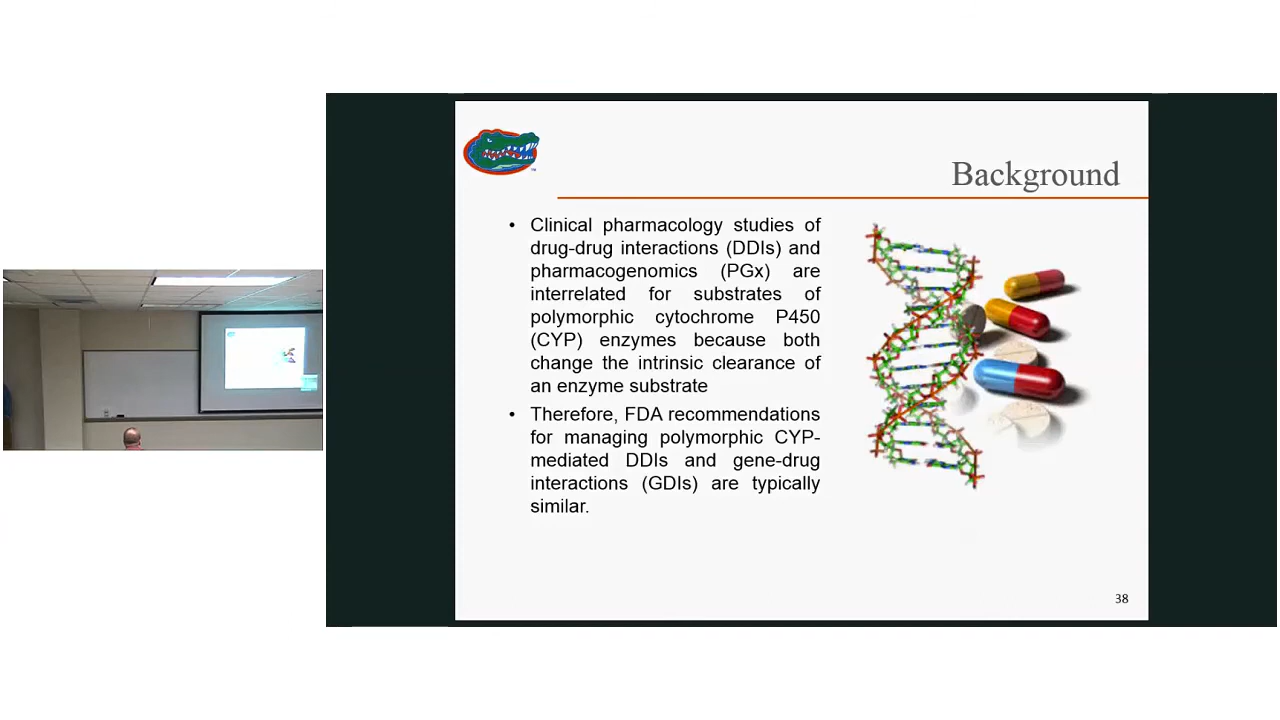 Background
• Clinical pharmacology studies of
drug-drug interactions (DDIs) and
pharmacogenomics (PGx) are
interrelated for substrates of
polymorphic cytochrome P450
(CYP) enzymes because both
change the intrinsic clearance of
an enzyme substrate
• Therefore, FDA recommendations
for managing polymorphic CYP-
mediated DDIs and gene-drug
interactions (GDIs) are typically
similar.
38